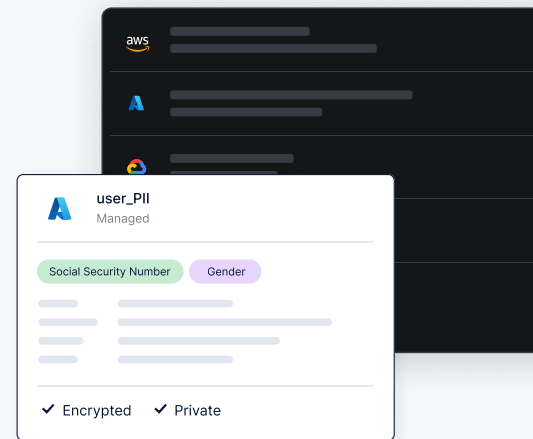 aws
user_PII
Managed
Social Security Number Gender
Encrypted Private